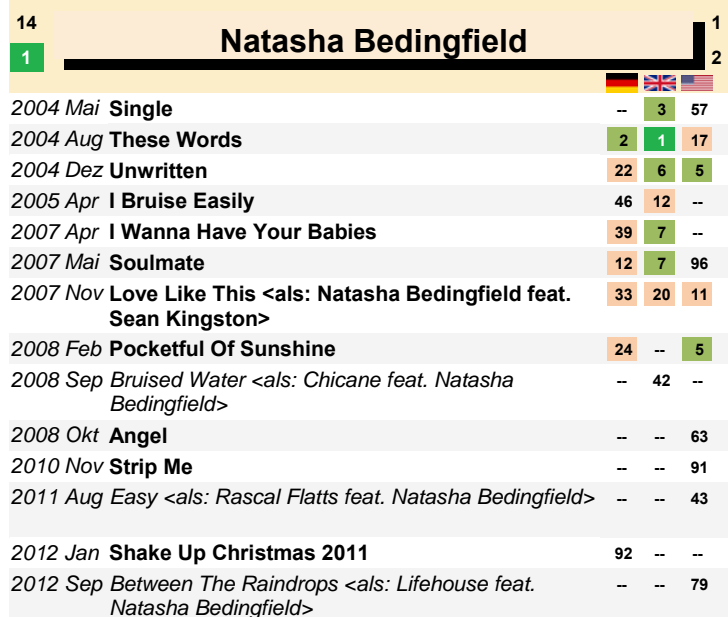 14
Natasha Bedingfield
1
1
2
2004 Mai Single -- 3 57
2004 Aug These Words 2 1 17
2004 Dez Unwritten 22 6 5
2005 Apr I Bruise Easily 46 12 --
2007 Apr I Wanna Have Your Babies 39 7 --
2007 Mai Soulmate 12 7 96
2007 Nov Love Like This <als: Natasha Bedingfield feat. 33 20 11
Sean Kingston>
2008 Feb Pocketful Of Sunshine 24 -- 5
2008 Sep Bruised Water <als: Chicane feat. Natasha -- 42 --
Bedingfield>
2008 Okt Angel -- -- 63
2010 Nov Strip Me -- -- 91
2011 Aug Easy <als: Rascal Flatts feat. Natasha Bedingfield> -- -- 43
2012 Jan Shake Up Christmas 2011 92 -- --
2012 Sep Between The Raindrops <als: Lifehouse feat. -- -- 79
Natasha Bedingfield>